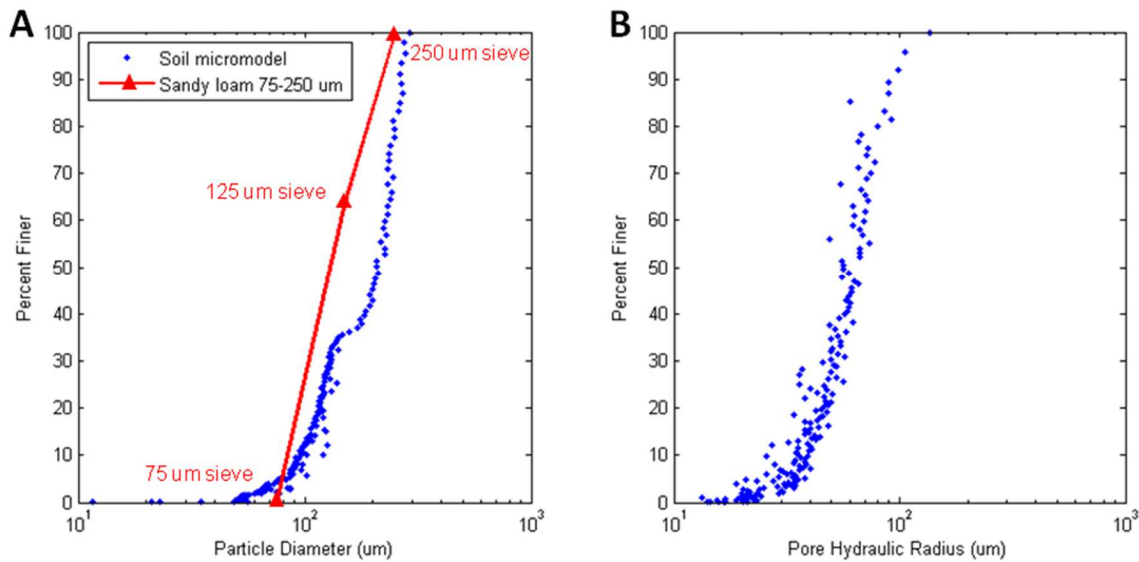 A
B
Soil micromodel
Sandy loam 75-250 um
250 um sieve
125 um sieve
75 um sieve
Percent Finer
100
90
80
70
60
50
40
30
20
10
0
10^1
10^2
10^3
Particle Diameter (um)
Percent Finer
100
90
80
70
60
50
40
30
20
10
0
10^1
10^2
10^3
Pore Hydraulic Radius (um)